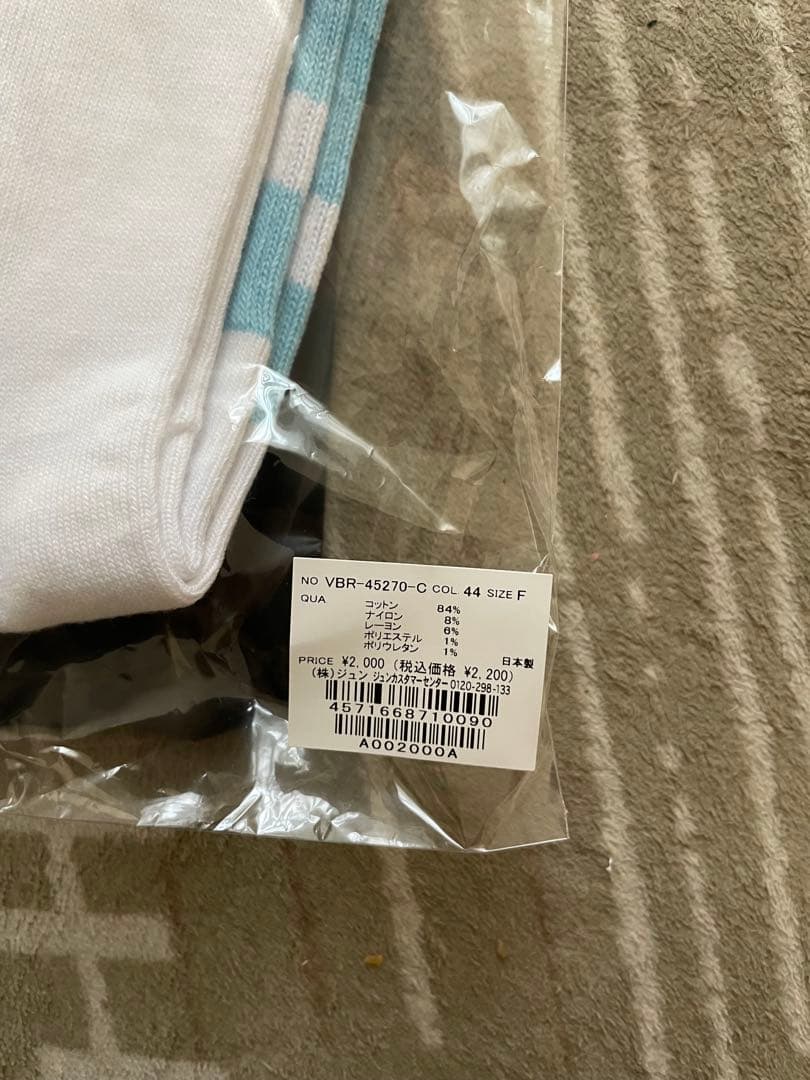 NO VBR-45270-C COL. 44 SIZE F
QUA.
コットン 84%
ナイロン 8%
レーヨン 6%
ポリエステル 1%
ポリウレタン 1%
日本製
PRICE ¥2,000 (税込価格 ¥2,200)
(株)ジュン ジュンカスタマーセンター 0120-298-133
4571668710090
A002000A